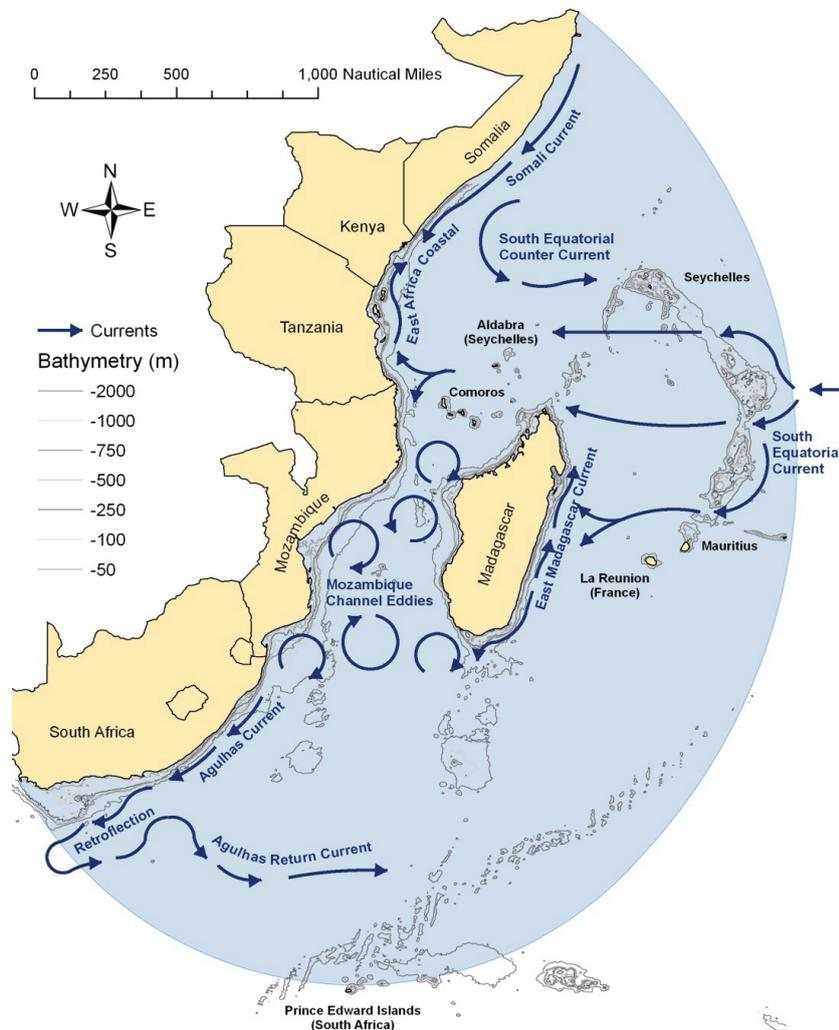 0 250 500 1,000 Nautical Miles
N
W E
S
Somalia
Somali Current
Kenya
South Equatorial
Counter Current
Seychelles
East Africa Coastal
Tanzania
Aldabra
(Seychelles)
Currents
Bathymetry (m)
-2000
-1000
-750
-500
-250
-100
-50
Comoros
South
Equatoria
Current
Mozambique
Madagascar
East Madagascar Current
Mauritius
La Reunion
(France)
Mozambique
Channel Eddies
South Africa
Agulhas Current
Retroflection
Agulhas Return Current
Prince Edward Islands
(South Africa)